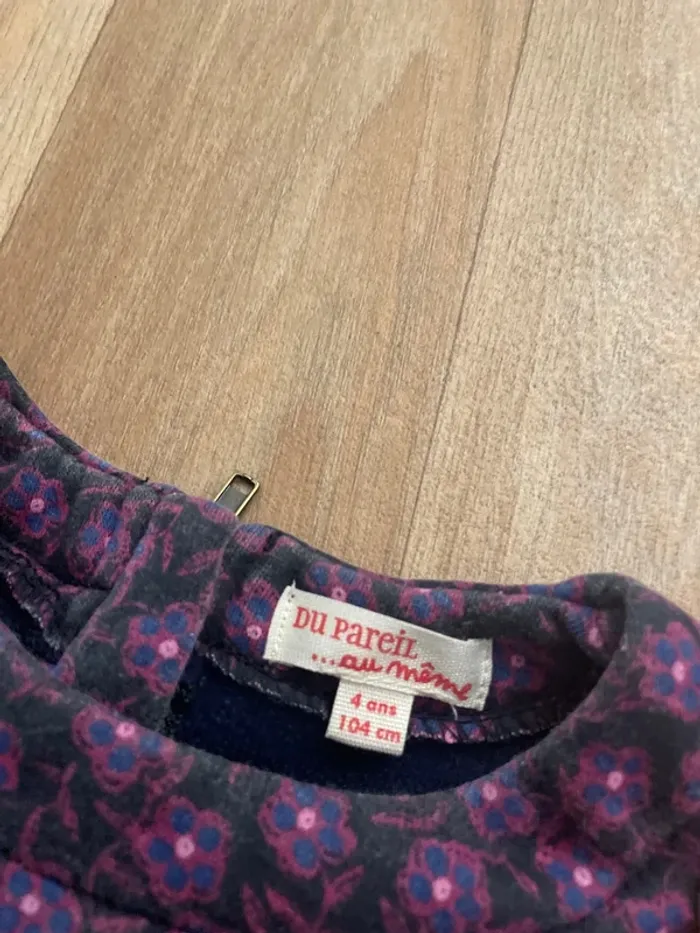 DU PAREIL
...au même
4 ans
104 cm